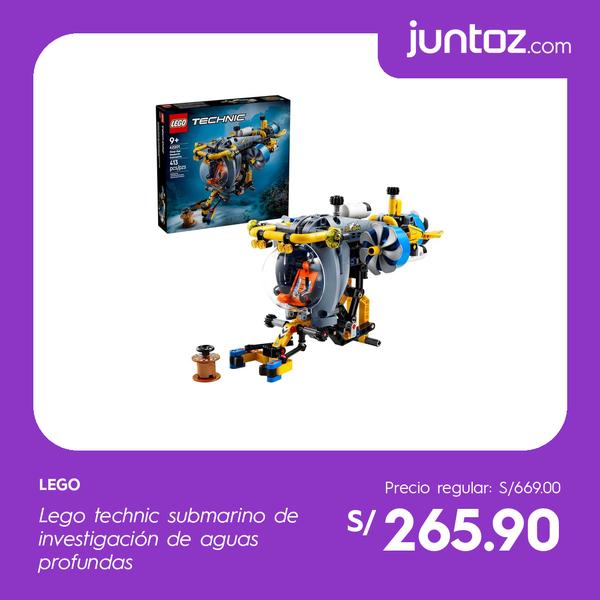 juntoz.com
LEGO TECHNIC
9+
413
pcs/pzs
LEGO
Lego technic submarino de
investigación de aguas
profundas
Precio regular: S/669.00
S/ 265.90